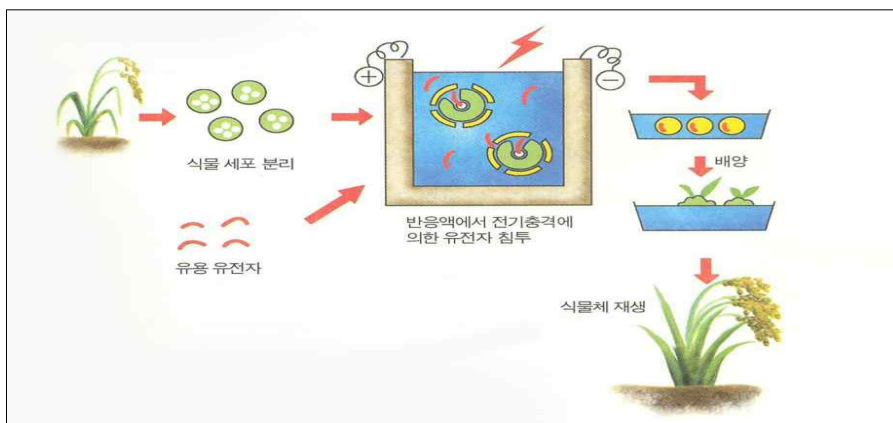 +
−
식물 세포 분리
유용 유전자
반응액에서 전기충격에
의한 유전자 침투
배양
식물체 재생